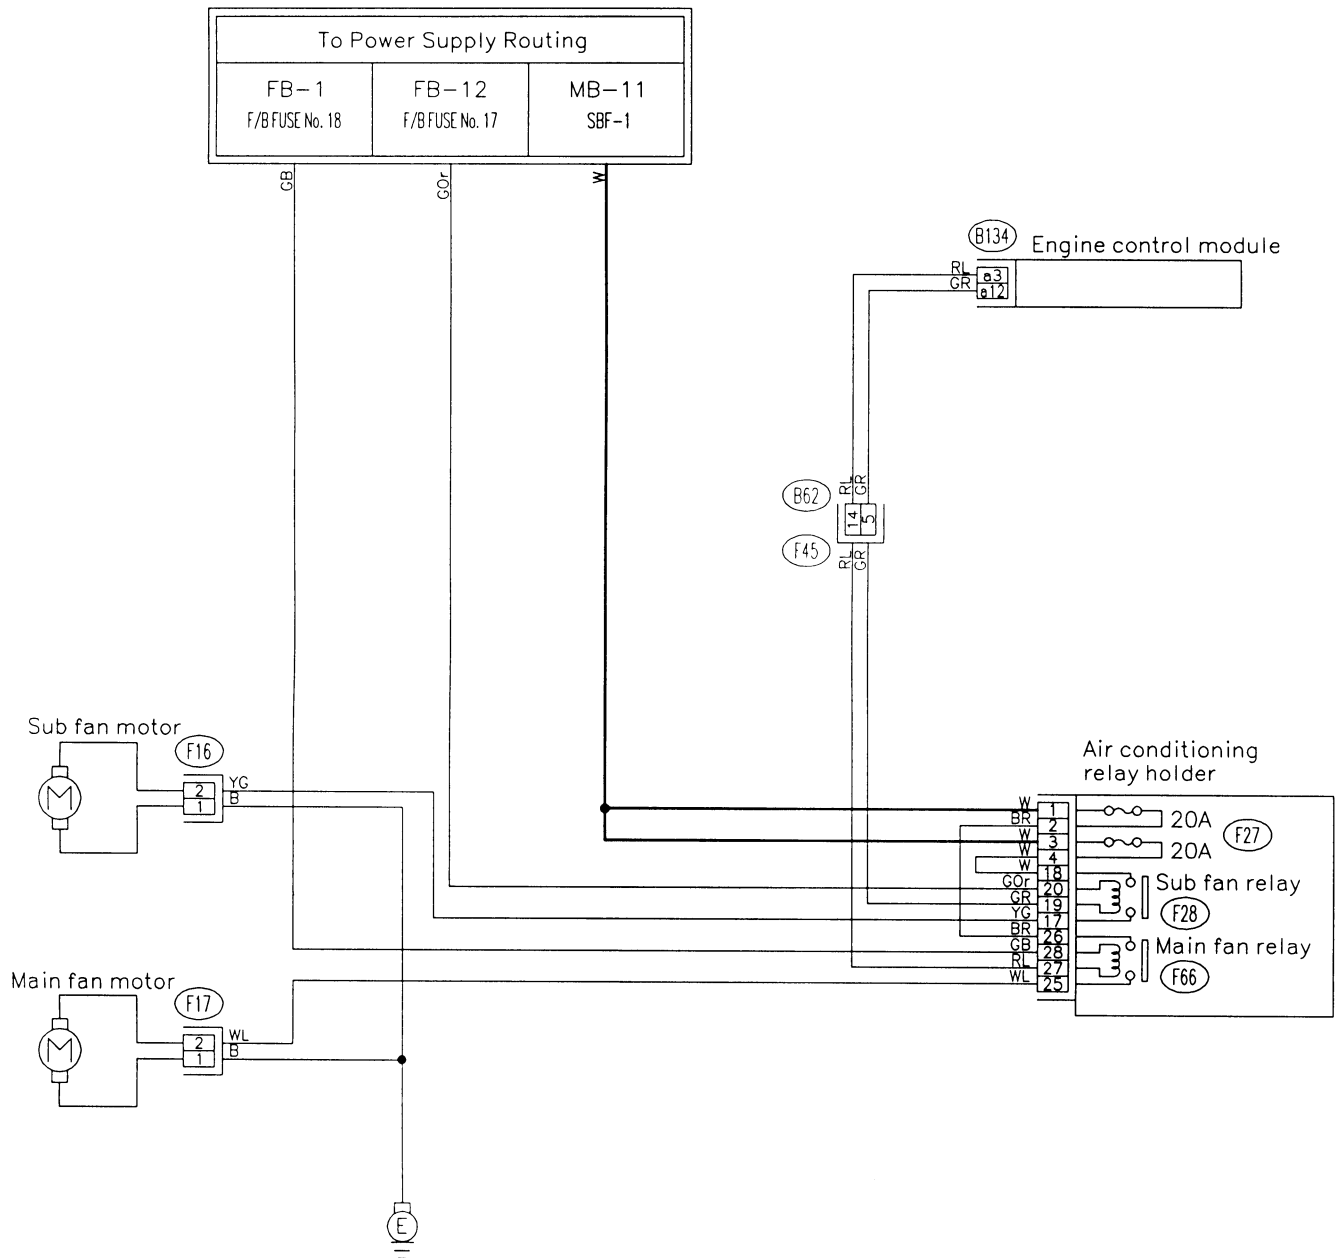 To Power Supply Routing
FB-1
F/B FUSE No. 18
FB-12
F/B FUSE No. 17
MB-11
SBF-1
GB
GOr
W
B134
Engine control module
RL
a3
GR
a12
B62
RL
GR
14
5
F45
RL
GR
Sub fan motor
F16
M
2
YG
1
B
Air conditioning
relay holder
W
1
BR
2
20A
F27
W
3
W
4
20A
W
18
GOr
20
Sub fan relay
GR
19
F28
YG
17
BR
26
Main fan relay
GB
28
RL
27
F66
WL
25
Main fan motor
F17
M
2
WL
1
B
E